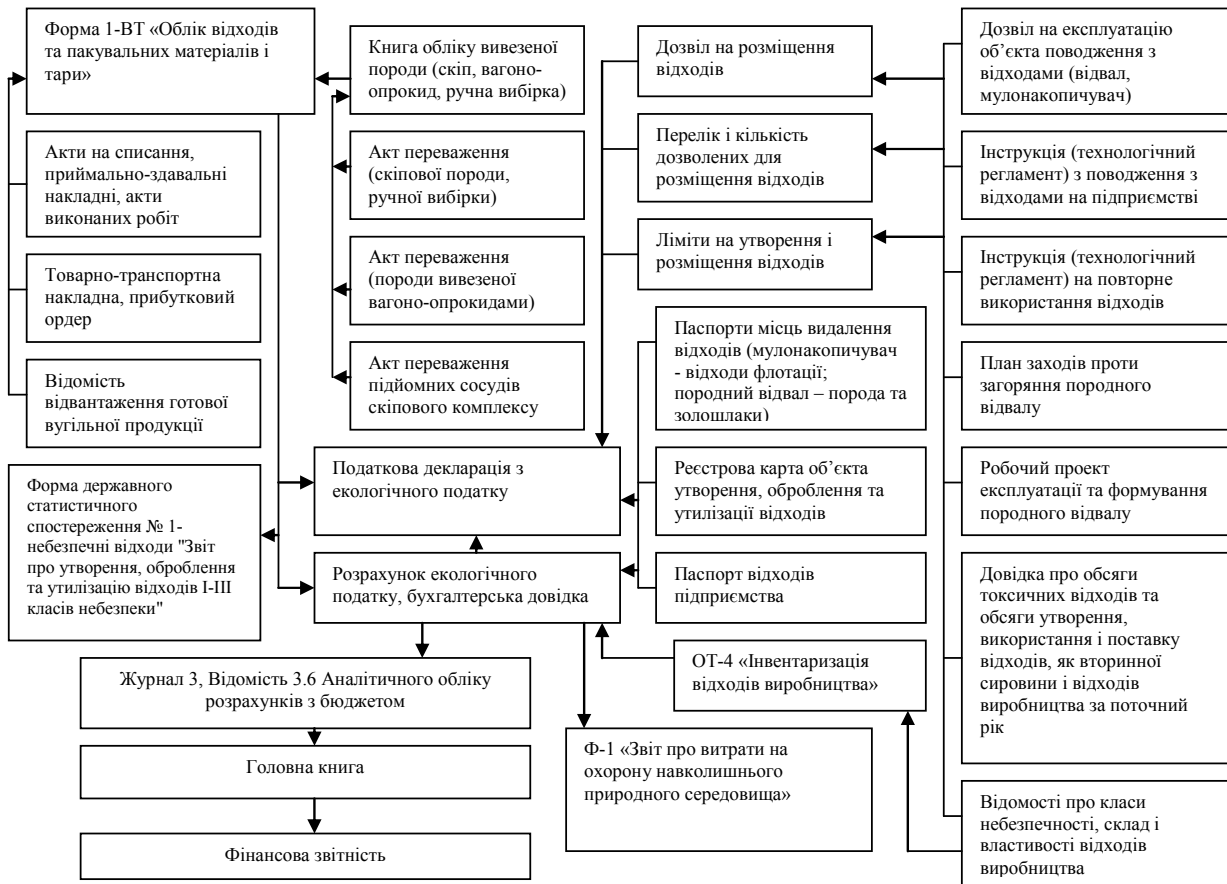 Форма 1-ВТ «Облік відходів
та пакувальних матеріалів і
тари»
Акти на списання,
приймально-здавальні
накладні, акти
виконаних робіт
Товарно-транспортна
накладна, прибутковий
ордер
Відомість
відвантаження готової
вугільної продукції
Форма державного
статистичного
спостереження № 1-
небезпечні відходи "Звіт
про утворення, оброблення
та утилізацію відходів І-ІІІ
класів небезпеки"
Книга обліку вивезеної
породи (скіп, вагоно-
опрокид, ручна вибірка)
Акт переваження
(скіпової породи,
ручної вибірки)
Акт переваження
(породи вивезеної
вагоно-опрокидами)
Акт переваження
підйомних сосудів
скіпового комплексу
Податкова декларація з
екологічного податку
Розрахунок екологічного
податку, бухгалтерська довідка
Журнал 3, Відомість 3.6 Аналітичного обліку
розрахунків з бюджетом
Головна книга
Фінансова звітність
Дозвіл на розміщення
відходів
Перелік і кількість
дозволених для
розміщення відходів
Ліміти на утворення і
розміщення відходів
Паспорти місць видалення
відходів (мулонакопичувач
- відходи флотації;
породний відвал – порода та
золошлаки)
Реєстрова карта об’єкта
утворення, оброблення та
утилізації відходів
Паспорт відходів
підприємства
ОТ-4 «Інвентаризація
відходів виробництва»
Ф-1 «Звіт про витрати на
охорону навколишнього
природного середовища»
Дозвіл на експлуатацію
об’єкта поводження з
відходами (відвал,
мулонакопичувач)
Інструкція (технологічний
регламент) з поводження з
відходами на підприємстві
Інструкція (технологічний
регламент) на повторне
використання відходів
План заходів проти
загоряння породного
відвалу
Робочий проект
експлуатації та формування
породного відвалу
Довідка про обсяги
токсичних відходів та
обсяги утворення,
використання і поставку
відходів, як вторинної
сировини і відходів
виробництва за поточний
рік
Відомості про класи
небезпечності, склад і
властивості відходів
виробництва